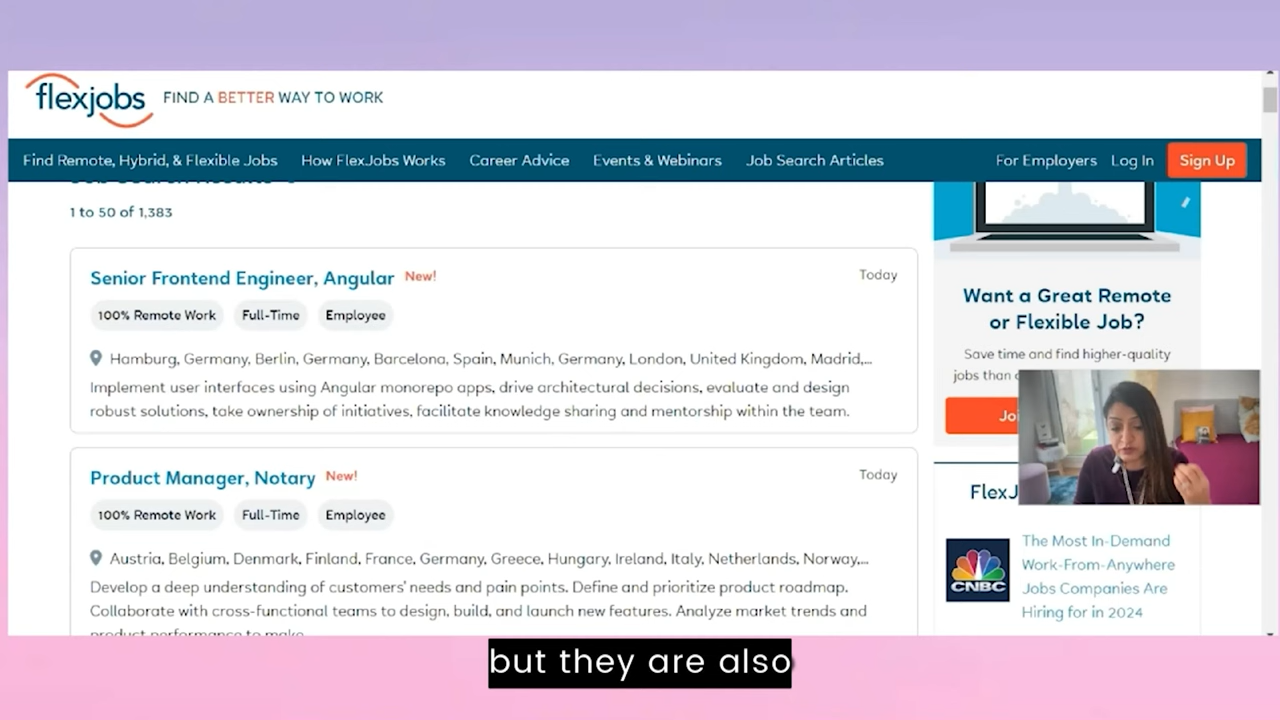 flexjobs FIND A BETTER WAY TO WORK
Find Remote, Hybrid, & Flexible Jobs How FlexJobs Works Career Advice Events & Webinars Job Search Articles For Employers Log In Sign Up
1 to 50 of 1,383
Senior Frontend Engineer, Angular New! Today
100% Remote Work Full-Time Employee
Hamburg, Germany, Berlin, Germany, Barcelona, Spain, Munich, Germany, London, United Kingdom, Madrid,...
Implement user interfaces using Angular monorepo apps, drive architectural decisions, evaluate and design
robust solutions, take ownership of initiatives, facilitate knowledge sharing and mentorship within the team.
Product Manager, Notary New! Today
100% Remote Work Full-Time Employee
Austria, Belgium, Denmark, Finland, France, Germany, Greece, Hungary, Ireland, Italy, Netherlands, Norway,...
Develop a deep understanding of customers' needs and pain points. Define and prioritize product roadmap.
Collaborate with cross-functional teams to design, build, and launch new features. Analyze market trends and
product performance to make
Want a Great Remote
or Flexible Job?
Save time and find higher-quality
jobs than
FlexJ
CNBC
The Most In-Demand
Work-From-Anywhere
Jobs Companies Are
Hiring for in 2024
but they are also